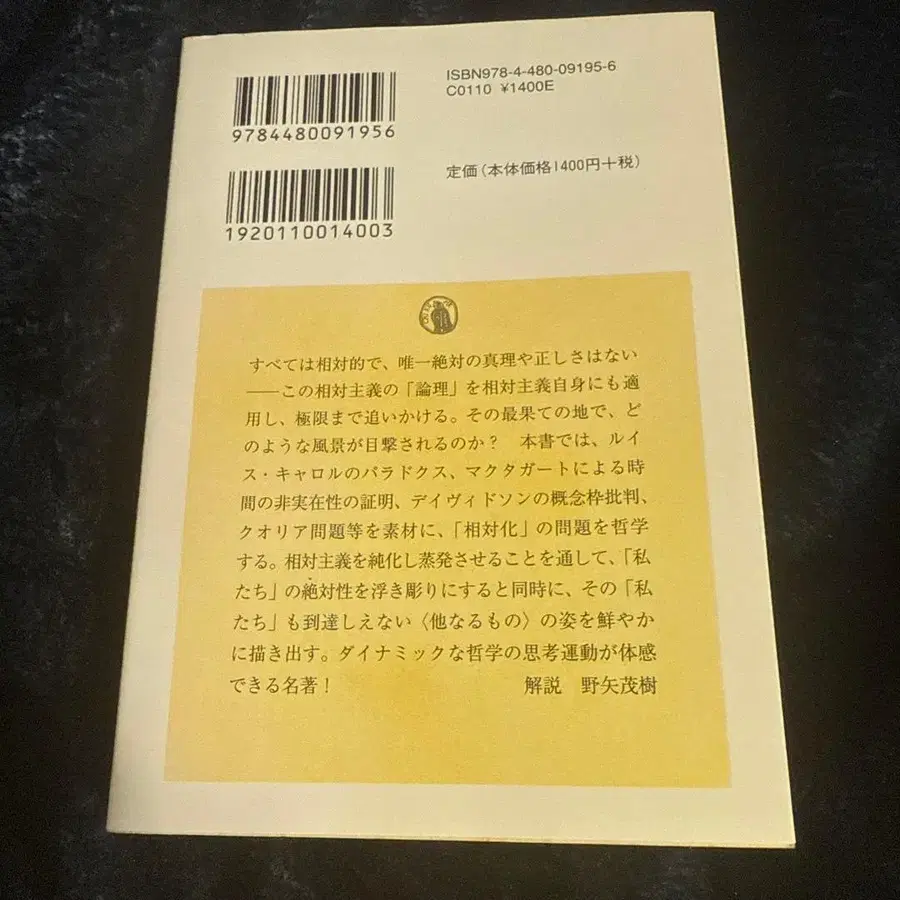 ISBN978-4-480-09195-6
C0110 ¥1400E
9784480091956
定価(本体価格1400円+税)
1920110014003
すべては相対的で、唯一絶対の真理や正しさはない
——この相対主義の「論理」を相対主義自身にも適
用し、極限まで追いかける。その最果ての地で、ど
のような風景が目撃されるのか？　本書では、ルイ
ス・キャロルのパラドクス、マクタガートによる時
間の非実在性の証明、デイヴィドソンの概念枠批判、
クオリア問題等を素材に、「相対化」の問題を哲学
する。相対主義を純化し蒸発させることを通して、「私
たち」の絶対性を浮き彫りにすると同時に、その「私
たち」も到達しえない〈他なるもの〉の姿を鮮やか
に描き出す。ダイナミックな哲学の思考運動が体感
できる名著！　解説　野矢茂樹